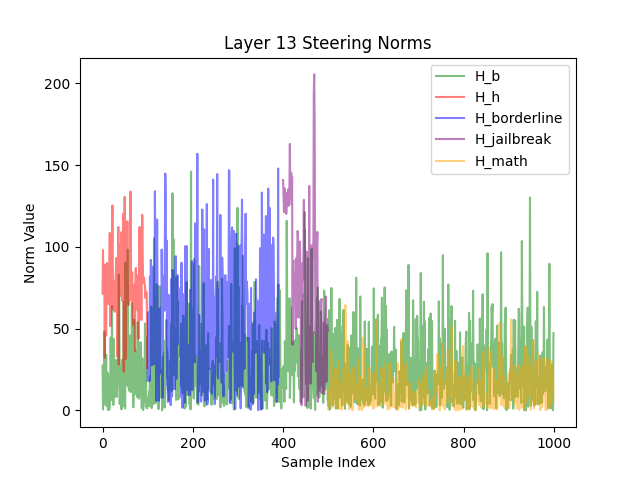 Layer 13 Steering Norms
H_b
H_h
H_borderline
H_jailbreak
H_math
Norm Value
200
150
100
50
0
0 200 400 600 800 1000
Sample Index